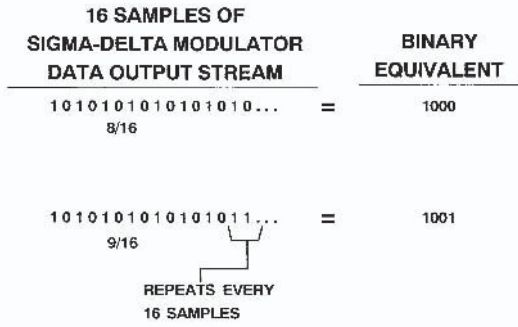 16 SAMPLES OF
SIGMA-DELTA MODULATOR
DATA OUTPUT STREAM
BINARY
EQUIVALENT
1010101010101010... = 1000
8/16
1010101010101011... = 1001
9/16
REPEATS EVERY
16 SAMPLES